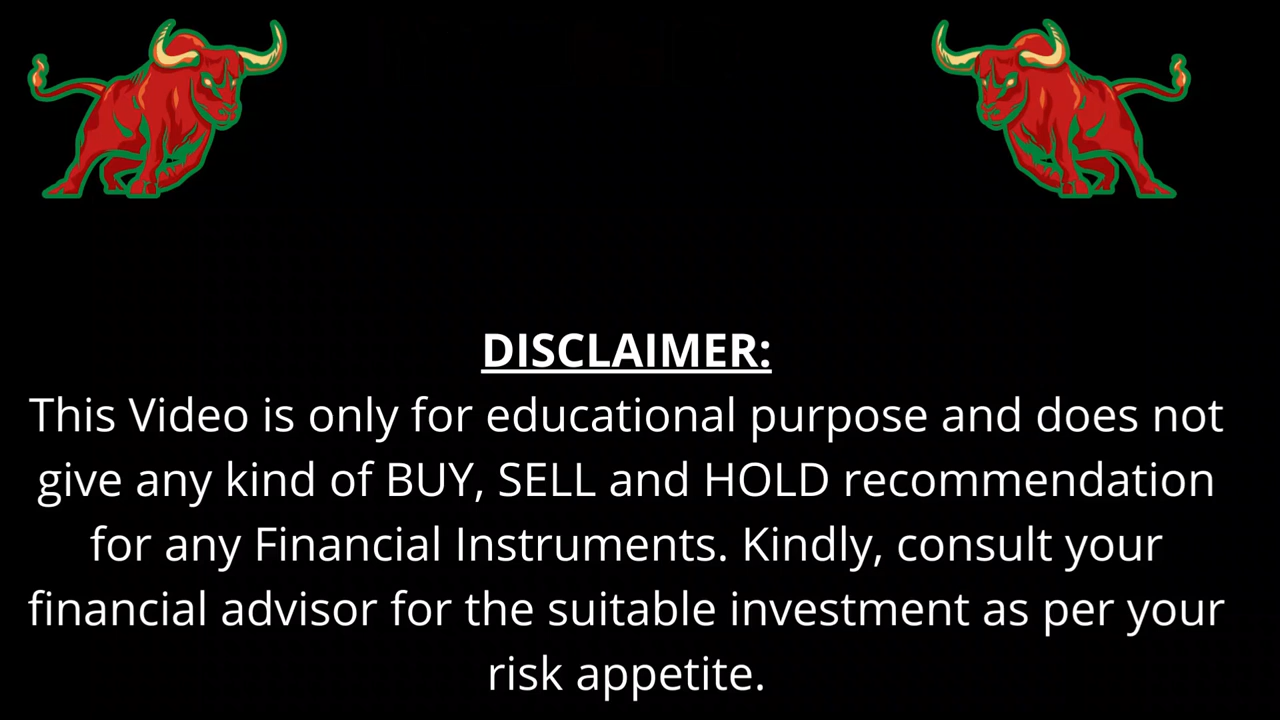 DISCLAIMER:
This Video is only for educational purpose and does not
give any kind of BUY, SELL and HOLD recommendation
for any Financial Instruments. Kindly, consult your
financial advisor for the suitable investment as per your
risk appetite.